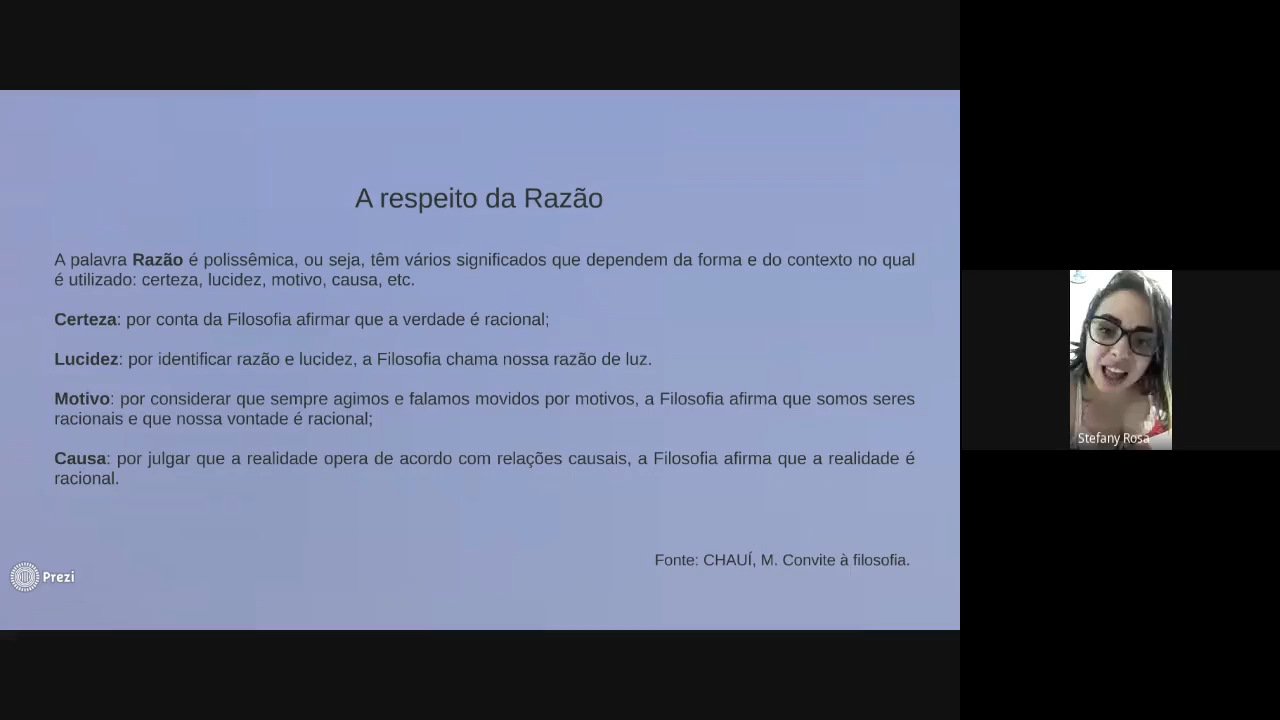 A respeito da Razão
A palavra Razão é polissêmica, ou seja, têm vários significados que dependem da forma e do contexto no qual
é utilizado: certeza, lucidez, motivo, causa, etc.
Certeza: por conta da Filosofia afirmar que a verdade é racional;
Lucidez: por identificar razão e lucidez, a Filosofia chama nossa razão de luz.
Motivo: por considerar que sempre agimos e falamos movidos por motivos, a Filosofia afirma que somos seres
racionais e que nossa vontade é racional;
Causa: por julgar que a realidade opera de acordo com relações causais, a Filosofia afirma que a realidade é
racional.
Fonte: CHAUÍ, M. Convite à filosofia.
Prezi
Stefany Rosa